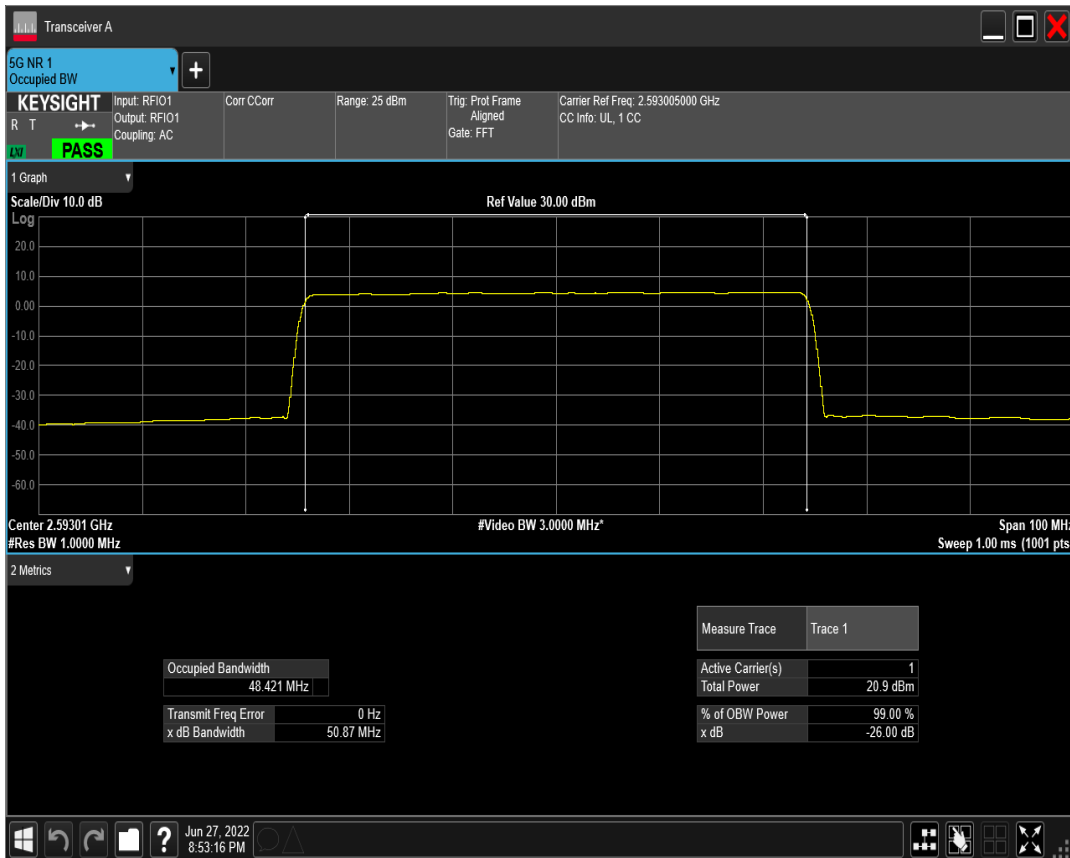 Transceiver A
5G NR 1
Occupied BW
+
KEYSIGHT
R T
LXI
PASS
Input: RFIO1
Output: RFIO1
Coupling: AC
Corr CCorr
Range: 25 dBm
Trig: Prot Frame
Aligned
Gate: FFT
Carrier Ref Freq: 2.593005000 GHz
CC Info: UL, 1 CC
1 Graph
Scale/Div 10.0 dB
Ref Value 30.00 dBm
Log
20.0
10.0
0.00
-10.0
-20.0
-30.0
-40.0
-50.0
-60.0
Center 2.59301 GHz
#Video BW 3.0000 MHz*
Span 100 MHz
#Res BW 1.0000 MHz
Sweep 1.00 ms (1001 pts
2 Metrics
Measure Trace Trace 1
Occupied Bandwidth
48.421 MHz
Active Carrier(s) 1
Total Power 20.9 dBm
Transmit Freq Error 0 Hz
x dB Bandwidth 50.87 MHz
% of OBW Power 99.00 %
x dB -26.00 dB
?
Jun 27, 2022
8:53:16 PM